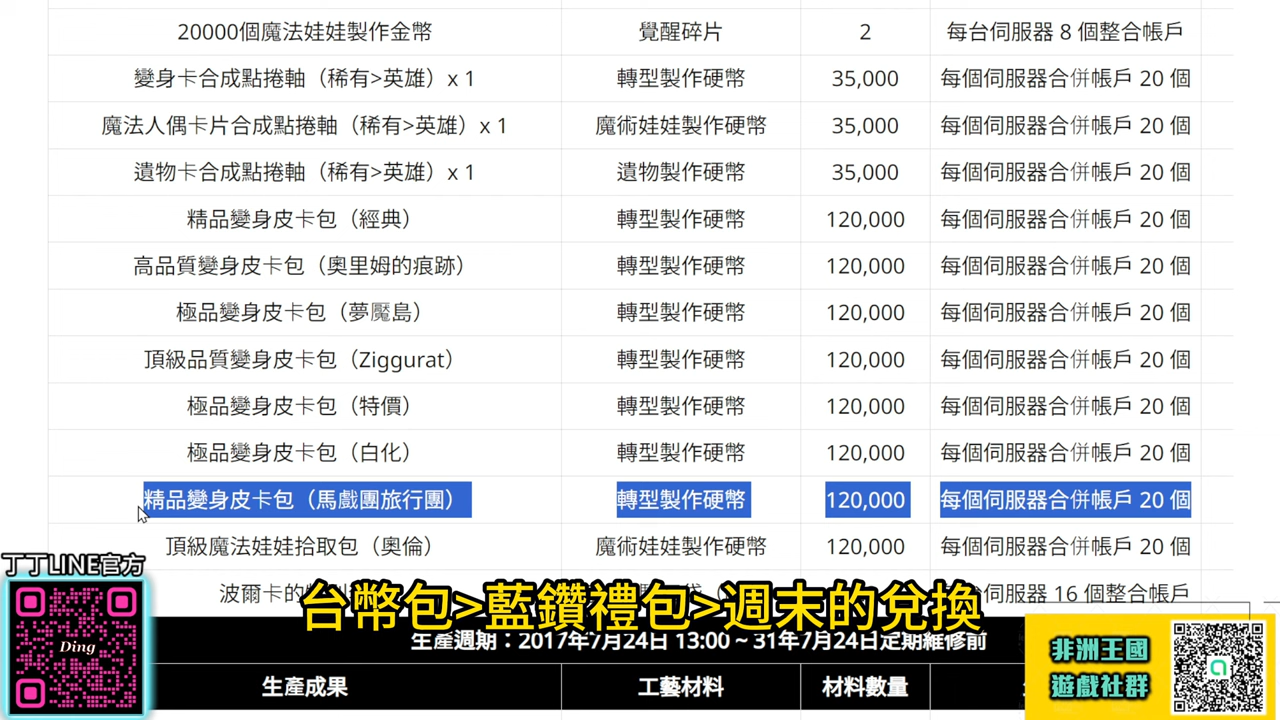 20000個魔法娃娃製作金幣 覺醒碎片 2 每台伺服器 8 個整合帳戶
變身卡合成點捲軸（稀有>英雄）x 1 轉型製作硬幣 35,000 每個伺服器合併帳戶 20 個
魔法人偶卡片合成點捲軸（稀有>英雄）x 1 魔術娃娃製作硬幣 35,000 每個伺服器合併帳戶 20 個
遺物卡合成點捲軸（稀有>英雄）x 1 遺物製作硬幣 35,000 每個伺服器合併帳戶 20 個
精品變身皮卡包（經典） 轉型製作硬幣 120,000 每個伺服器合併帳戶 20 個
高品質變身皮卡包（奧里姆的痕跡） 轉型製作硬幣 120,000 每個伺服器合併帳戶 20 個
極品變身皮卡包（夢魘島） 轉型製作硬幣 120,000 每個伺服器合併帳戶 20 個
頂級品質變身皮卡包（Ziggurat） 轉型製作硬幣 120,000 每個伺服器合併帳戶 20 個
極品變身皮卡包（特價） 轉型製作硬幣 120,000 每個伺服器合併帳戶 20 個
極品變身皮卡包（白化） 轉型製作硬幣 120,000 每個伺服器合併帳戶 20 個
精品變身皮卡包（馬戲團旅行團） 轉型製作硬幣 120,000 每個伺服器合併帳戶 20 個
頂級魔法娃娃拾取包（奧倫） 魔術娃娃製作硬幣 120,000 每個伺服器合併帳戶 20 個
波爾卡的 伺服器 16 個整合帳戶
台幣包>藍鑽禮包>週末的兌換
生產週期：2017年7月24日 13:00 ~ 31年7月24日定期維修前
生產成果 工藝材料 材料數量
丁丁LINE官方
Ding
非洲王國
遊戲社群